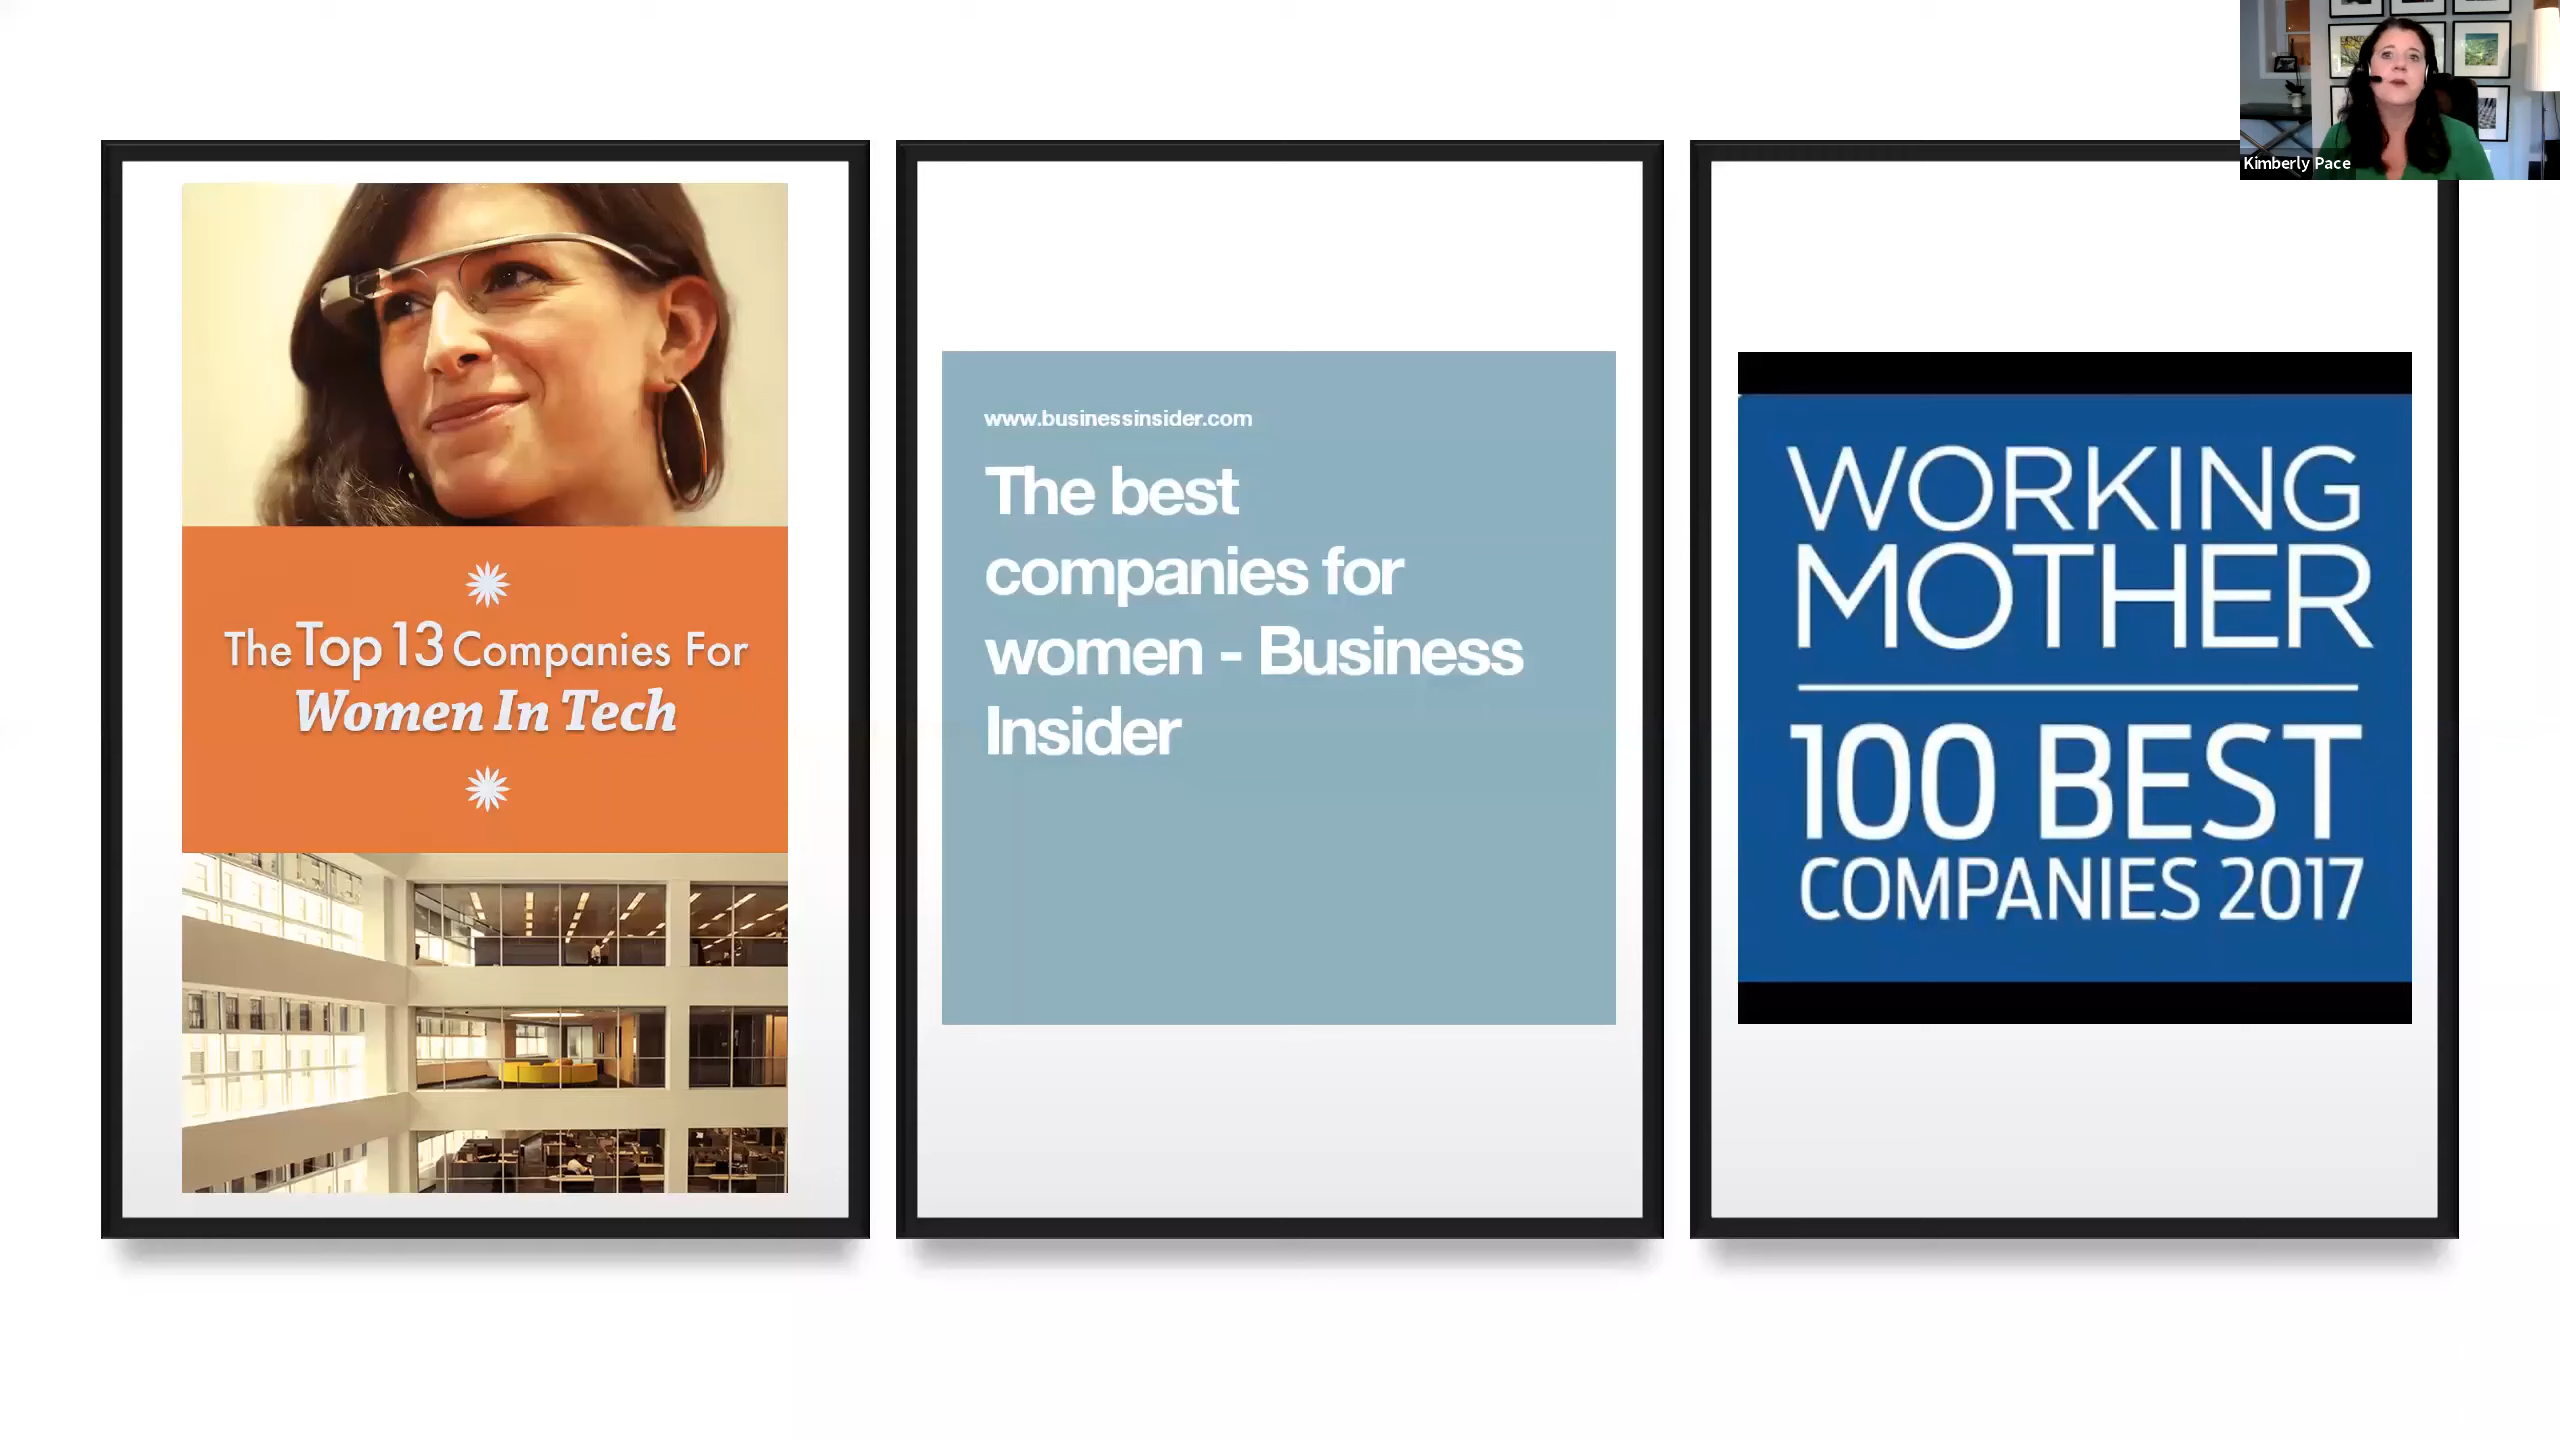 Kimberly Pace
The Top 13 Companies For
Women In Tech
www.businessinsider.com
The best
companies for
women - Business
Insider
WORKING
MOTHER
100 BEST
COMPANIES 2017